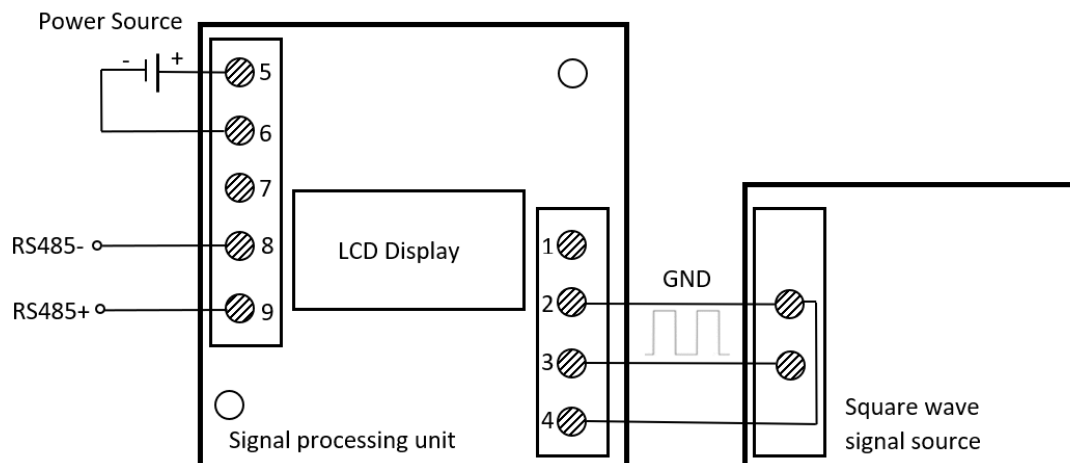 Power Source
- +
5
6
7
RS485- 8
RS485+ 9
LCD Display
1
2
3
4
GND
Signal processing unit
Square wave
signal source